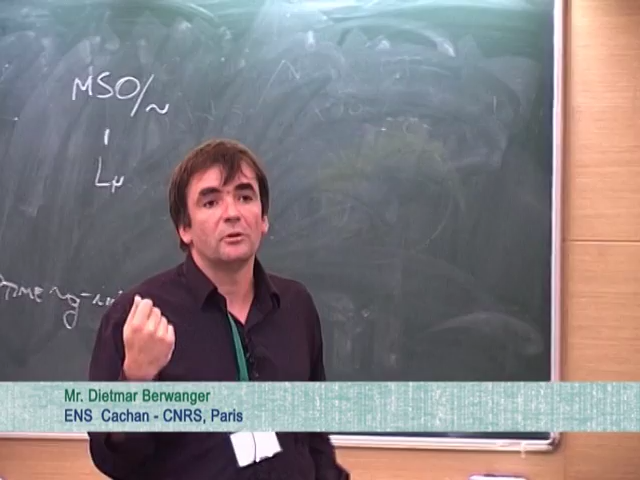 MSO/~
Lμ
Mr. Dietmar Berwanger
ENS Cachan - CNRS, Paris